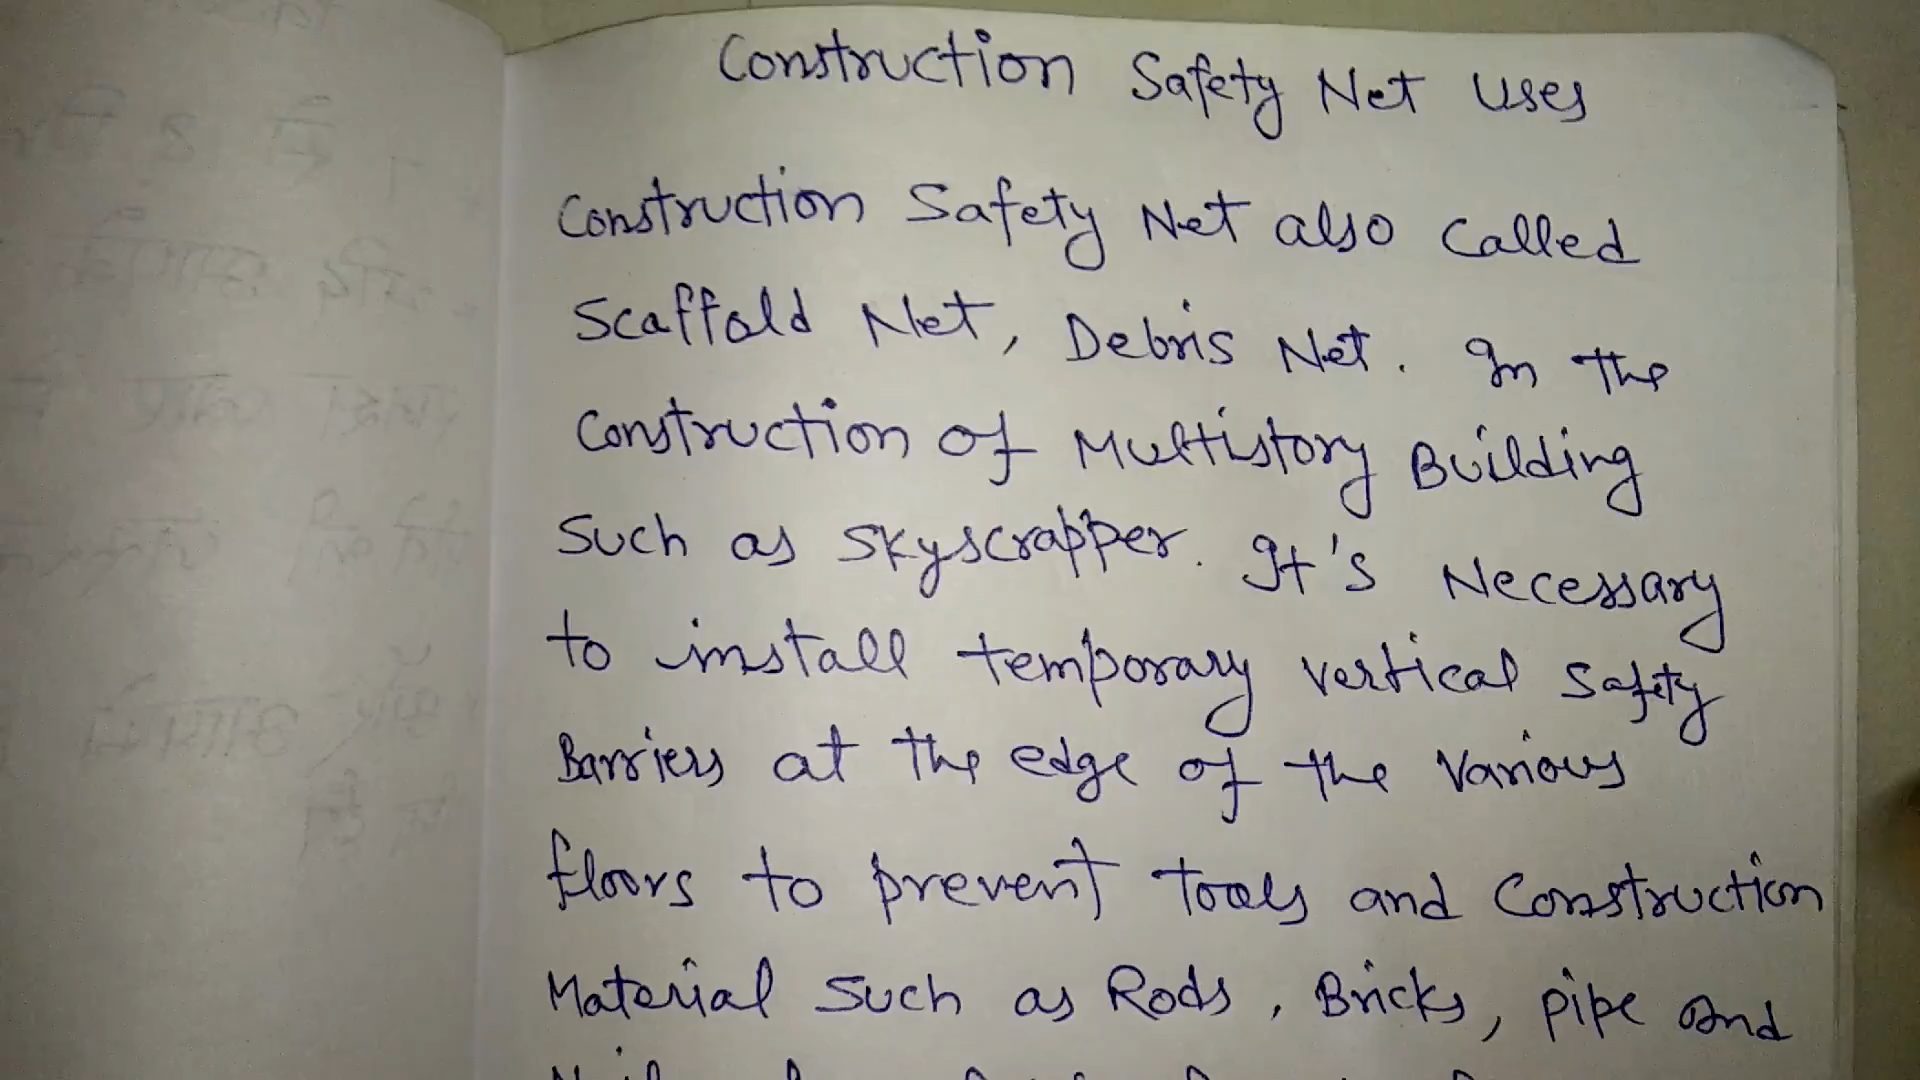 Construction Safety Net Uses
Construction Safety Net also Called
Scaffold Net, Debris Net. In the
Construction of Multistory Building
Such as Skyscrapper. It's Necessary
to install temporary vertical Safety
Barriers at the edge of the Various
floors to prevent tools and Construction
Material Such as Rods, Bricks, pipe and